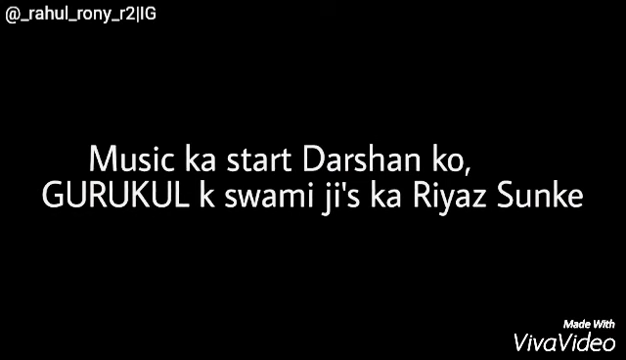 @_rahul_rony_r2|IG
Music ka start Darshan ko,
GURUKUL k swami ji's ka Riyaz Sunke
Made With
VivaVideo